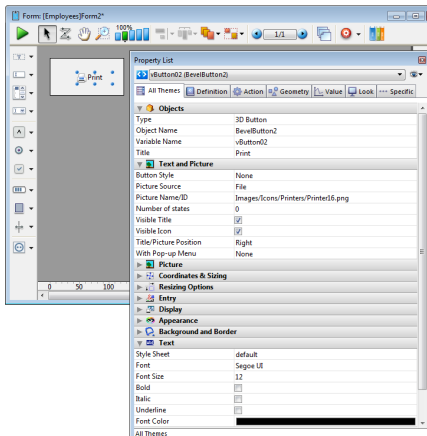 Form: [Employees]Form2*
100%
1/1
Print
0 50 100
Property List
vButton02 (BevelButton2)
All Themes Definition Action Geometry Value Look Specific
Objects
Type 3D Button
Object Name BevelButton2
Variable Name vButton02
Title Print
Text and Picture
Button Style None
Picture Source File
Picture Name/ID Images/Icons/Printers/Printer16.png
Number of states 0
Visible Title
Visible Icon
Title/Picture Position Right
With Pop-up Menu None
Picture
Coordinates & Sizing
Resizing Options
Entry
Display
Appearance
Background and Border
Text
Style Sheet default
Font Segoe UI
Font Size 12
Bold
Italic
Underline
Font Color
All Themes